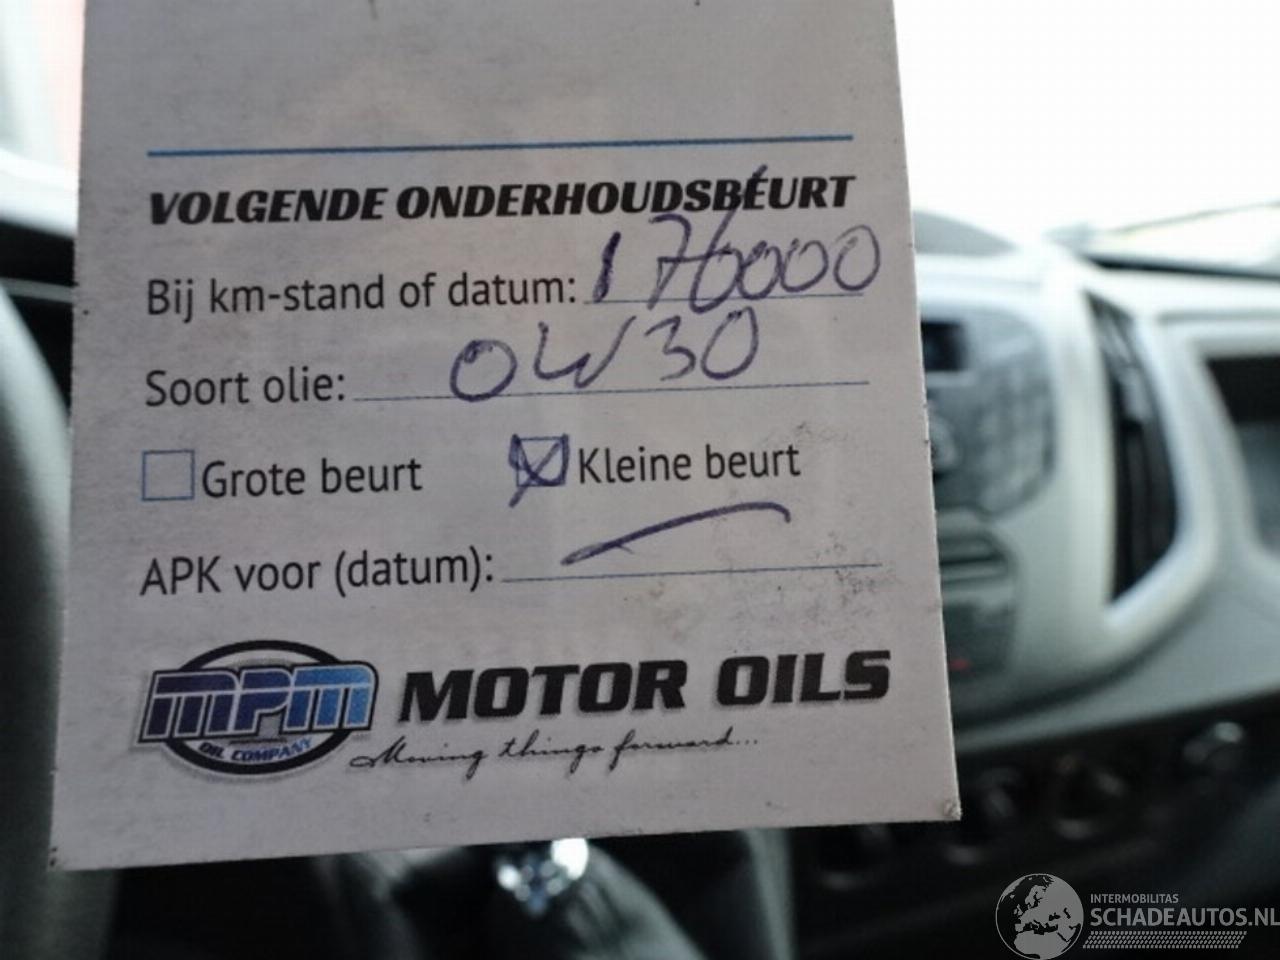 VOLGENDE ONDERHOUDSBEURT
Bij km-stand of datum: 176000
Soort olie: 0W30
Grote beurt Kleine beurt
APK voor (datum):
MPM
OIL COMPANY
MOTOR OILS
Moving things forward...
INTERMOBILITAS
SCHADEAUTOS.NL